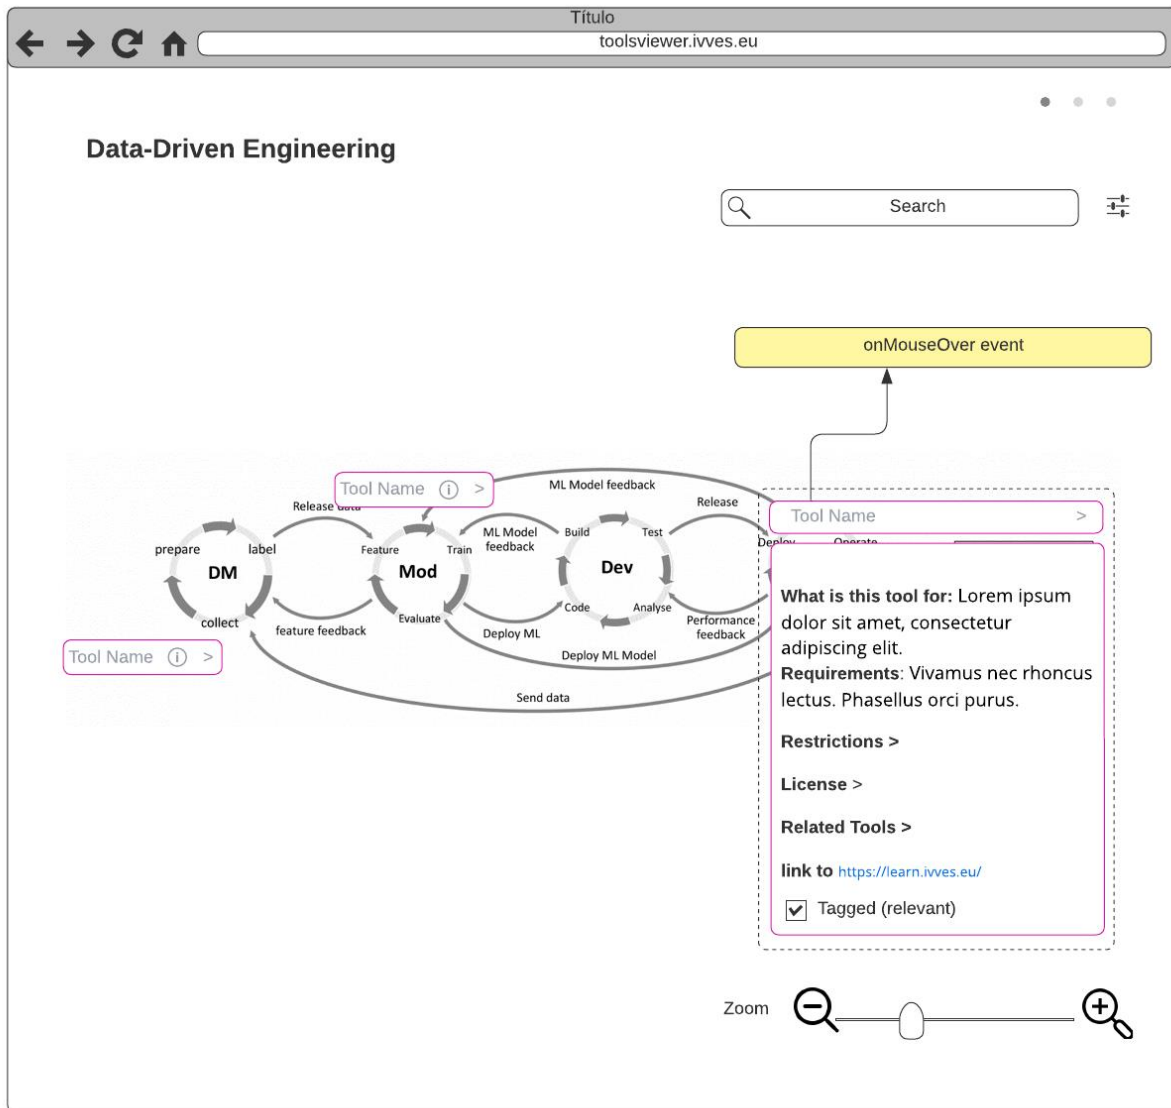 Título
toolsviewer.ivves.eu
Data-Driven Engineering
Search
onMouseOver event
Tool Name >
ML Model feedback
Release data
Release
Tool Name >
prepare
label
DM
collect
Feature
Train
Mod
Evaluate
ML Model
feedback
Build
Test
Dev
Code
Analyse
Deploy
Operate
feature feedback
Deploy ML
Performance
feedback
Deploy ML Model
Send data
Tool Name >
What is this tool for: Lorem ipsum
dolor sit amet, consectetur
adipiscing elit.
Requirements: Vivamus nec rhoncus
lectus. Phasellus orci purus.
Restrictions >
License >
Related Tools >
link to https://learn.ivves.eu/
Tagged (relevant)
Zoom